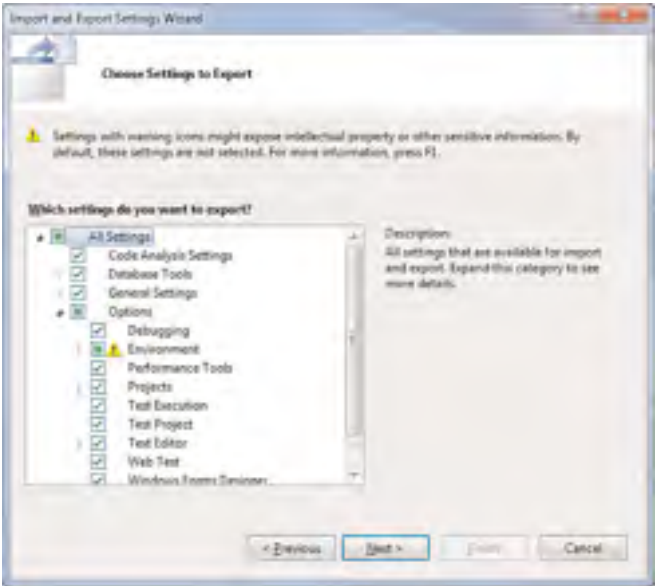 Import and Export Settings Wizard
Choose Settings to Export
Settings with warning icons might expose intellectual property or other sensitive information. By
default, these settings are not selected. For more information, press F1.
Which settings do you want to export?
All Settings
Code Analysis Settings
Database Tools
General Settings
Options
Debugging
Environment
Performance Tools
Projects
Test Execution
Test Project
Text Editor
Web Test
Windows Forms Designer
Description:
All settings that are available for import
and export. Expand this category to see
more details.
< Previous
Next >
Finish
Cancel